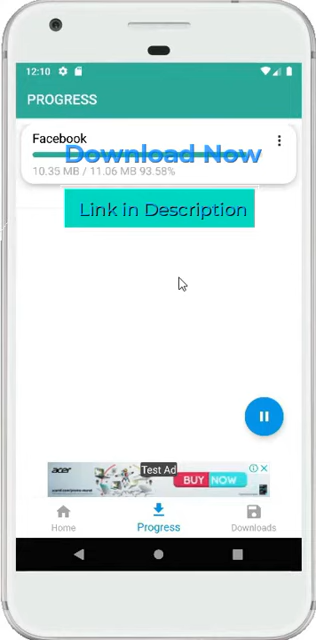 12:10
PROGRESS
Facebook
Download Now
10.35 MB / 11.06 MB 93.58%
Link in Description
acer
Test Ad
BUY NOW
Home
Progress
Downloads